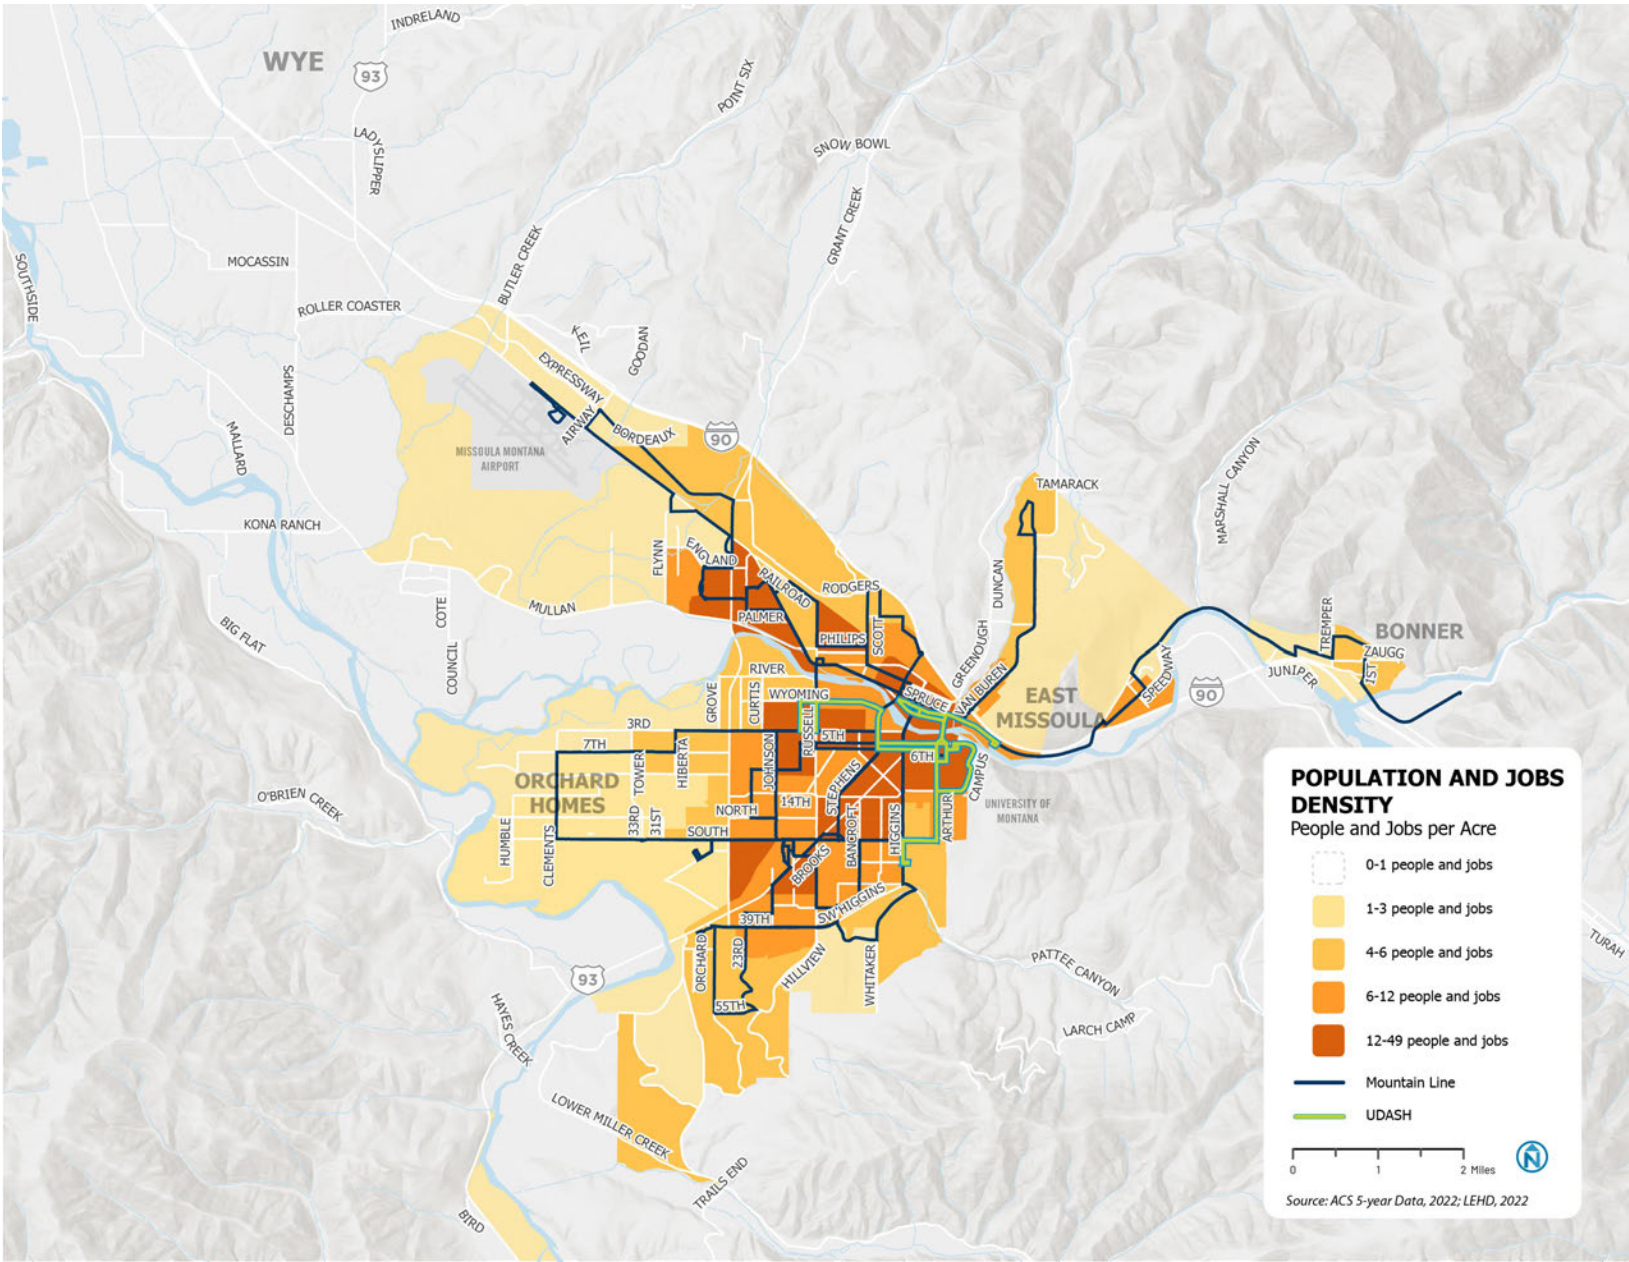 INDRELAND
WYE
93
POINT SIX
LADYSLIPPER
SNOW BOWL
GRANT CREEK
BUTLER CREEK
MOCASSIN
SOUTHSIDE
ROLLER COASTER
KEIL
GOODAN
EXPRESSWAY
DESCHAMPS
AIRWAY
BORDEAUX
90
MALLARD
MISSOULA MONTANA
AIRPORT
MARSHALL CANYON
TAMARACK
KONA RANCH
FLYNN
ENGLAND
RAILROAD
RODGERS
DUNCAN
COTE
MULLAN
PALMER
PHILIPS
SCOTT
GREENOUGH
TREMPER
BONNER
BIG FLAT
COUNCIL
RIVER
ZAUGG
JUNIPER
1ST
SPEEDWAY
90
GROVE
CURTIS
WYOMING
SPRUCE
VAN BUREN
EAST
MISSOULA
3RD
RUSSELL
5TH
7TH
TOWER
HIBERTA
JOHNSON
6TH
CAMPUS
ORCHARD
HOMES
STEPHENS
O'BRIEN CREEK
NORTH
14TH
UNIVERSITY OF
MONTANA
HUMBLE
CLEMENTS
33RD
31ST
SOUTH
BROOKS
BANCROFT
HIGGINS
ARTHUR
39TH
SW HIGGINS
ORCHARD
23RD
HILLVIEW
WHITAKER
PATTEE CANYON
TURAH
93
55TH
HAYES CREEK
LARCH CAMP
LOWER MILLER CREEK
TRAILS END
BIRD
POPULATION AND JOBS
DENSITY
People and Jobs per Acre
0-1 people and jobs
1-3 people and jobs
4-6 people and jobs
6-12 people and jobs
12-49 people and jobs
Mountain Line
UDASH
0 1 2 Miles
N
Source: ACS 5-year Data, 2022; LEHD, 2022